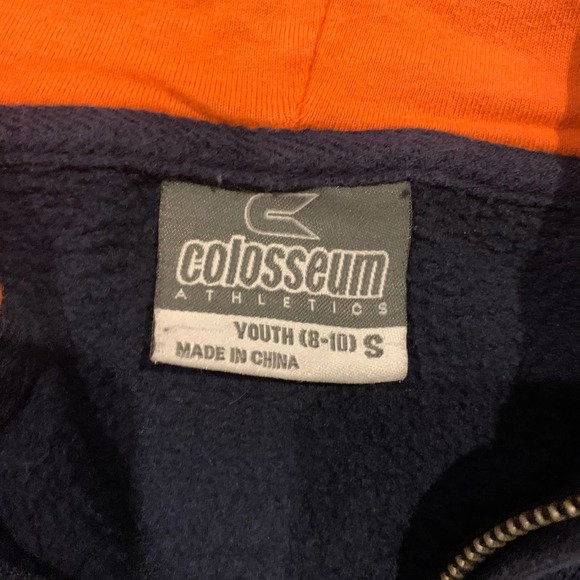 colosseum
ATHLETICS
YOUTH (8-10) S
MADE IN CHINA